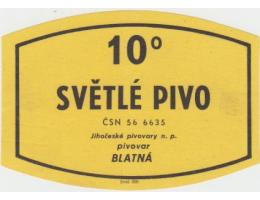 10°
SVĚTLÉ PIVO
ČSN 56 6635
Jihočeské pivovary n. p.
pivovar
BLATNÁ